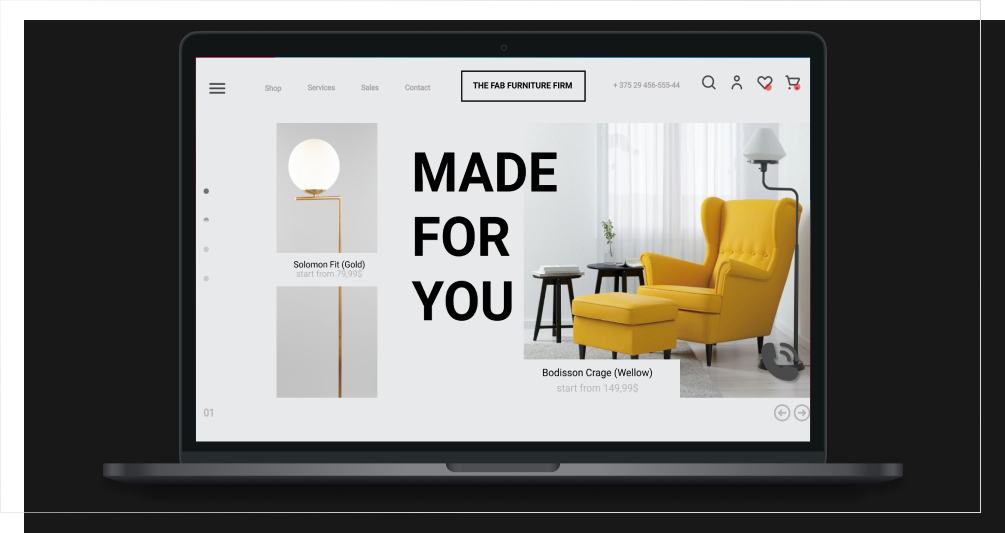 Shop
Services
Sales
Contact
THE FAB FURNITURE FIRM
+ 375 29 456-555-44
MADE
FOR
YOU
Solomon Fit (Gold)
start from 79,99$
Bodisson Crage (Wellow)
start from 149,99$
01